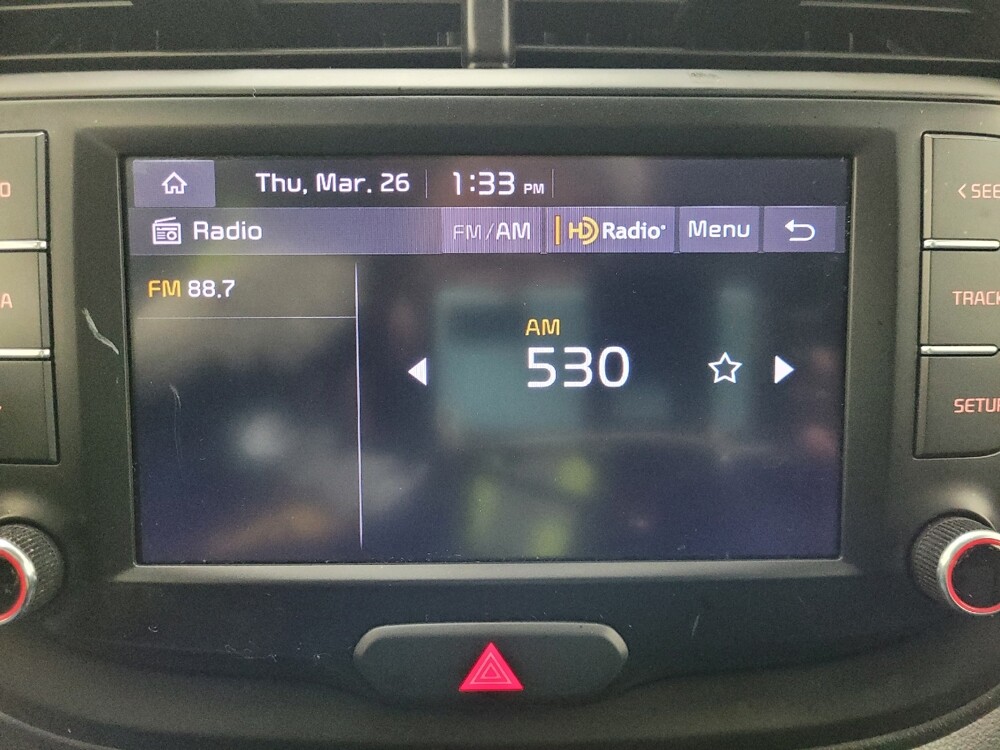 Thu, Mar. 26 1:33 PM
Radio FM/AM HD Radio Menu
FM 88.7
AM
530
TRACK
SETUP